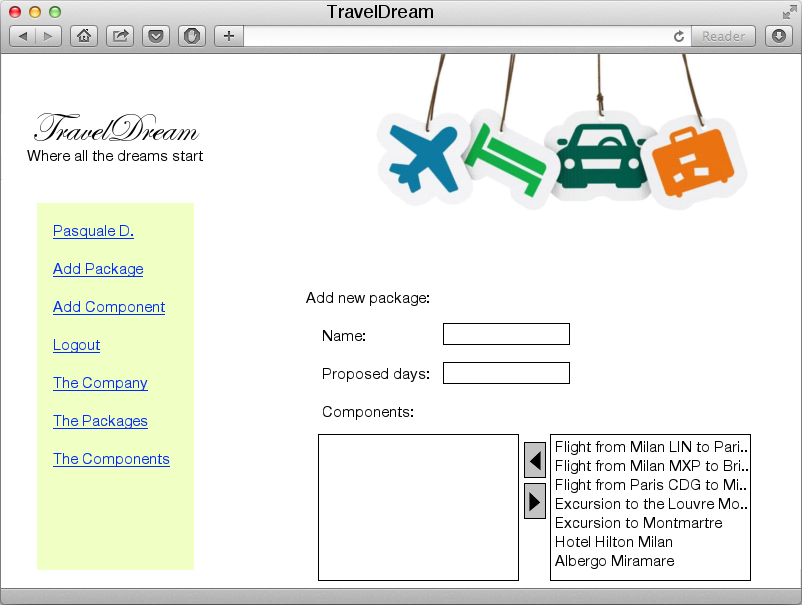 TravelDream
Reader
TravelDream
Where all the dreams start
Pasquale D.
Add Package
Add Component
Logout
The Company
The Packages
The Components
Add new package:
Name:
Proposed days:
Components:
Flight from Milan LIN to Pari..
Flight from Milan MXP to Bri..
Flight from Paris CDG to Mi..
Excursion to the Louvre Mo..
Excursion to Montmartre
Hotel Hilton Milan
Albergo Miramare